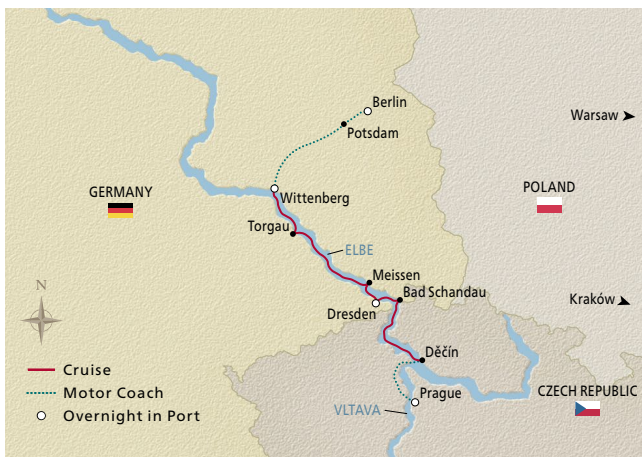 Berlin
Warsaw
Potsdam
GERMANY
Wittenberg
POLAND
Torgau
ELBE
Meissen
Bad Schandau
N
Dresden
Kraków
Děčín
Cruise
Motor Coach
Overnight in Port
Prague
CZECH REPUBLIC
VLTAVA